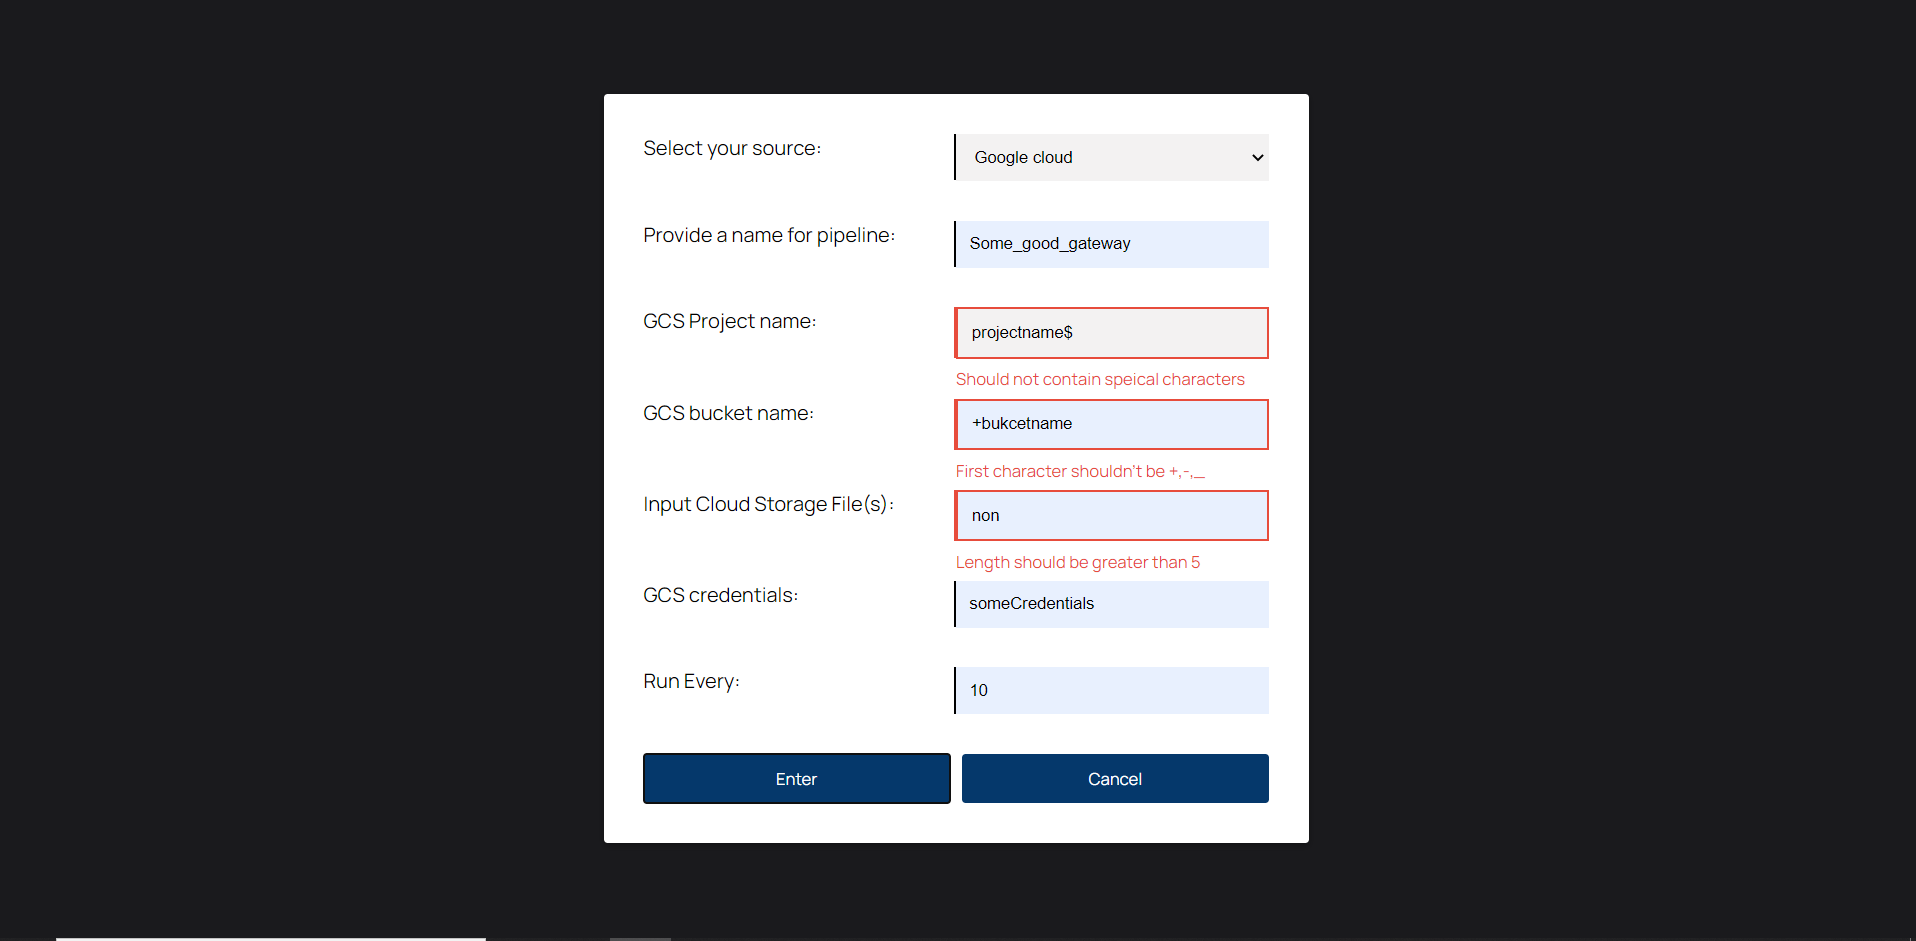 Select your source:
Google cloud
Provide a name for pipeline:
Some_good_gateway
GCS Project name:
projectname$
Should not contain speical characters
GCS bucket name:
+bukcetname
First character shouldn't be +,-,_
Input Cloud Storage File(s):
non
Length should be greater than 5
GCS credentials:
someCredentials
Run Every:
10
Enter
Cancel